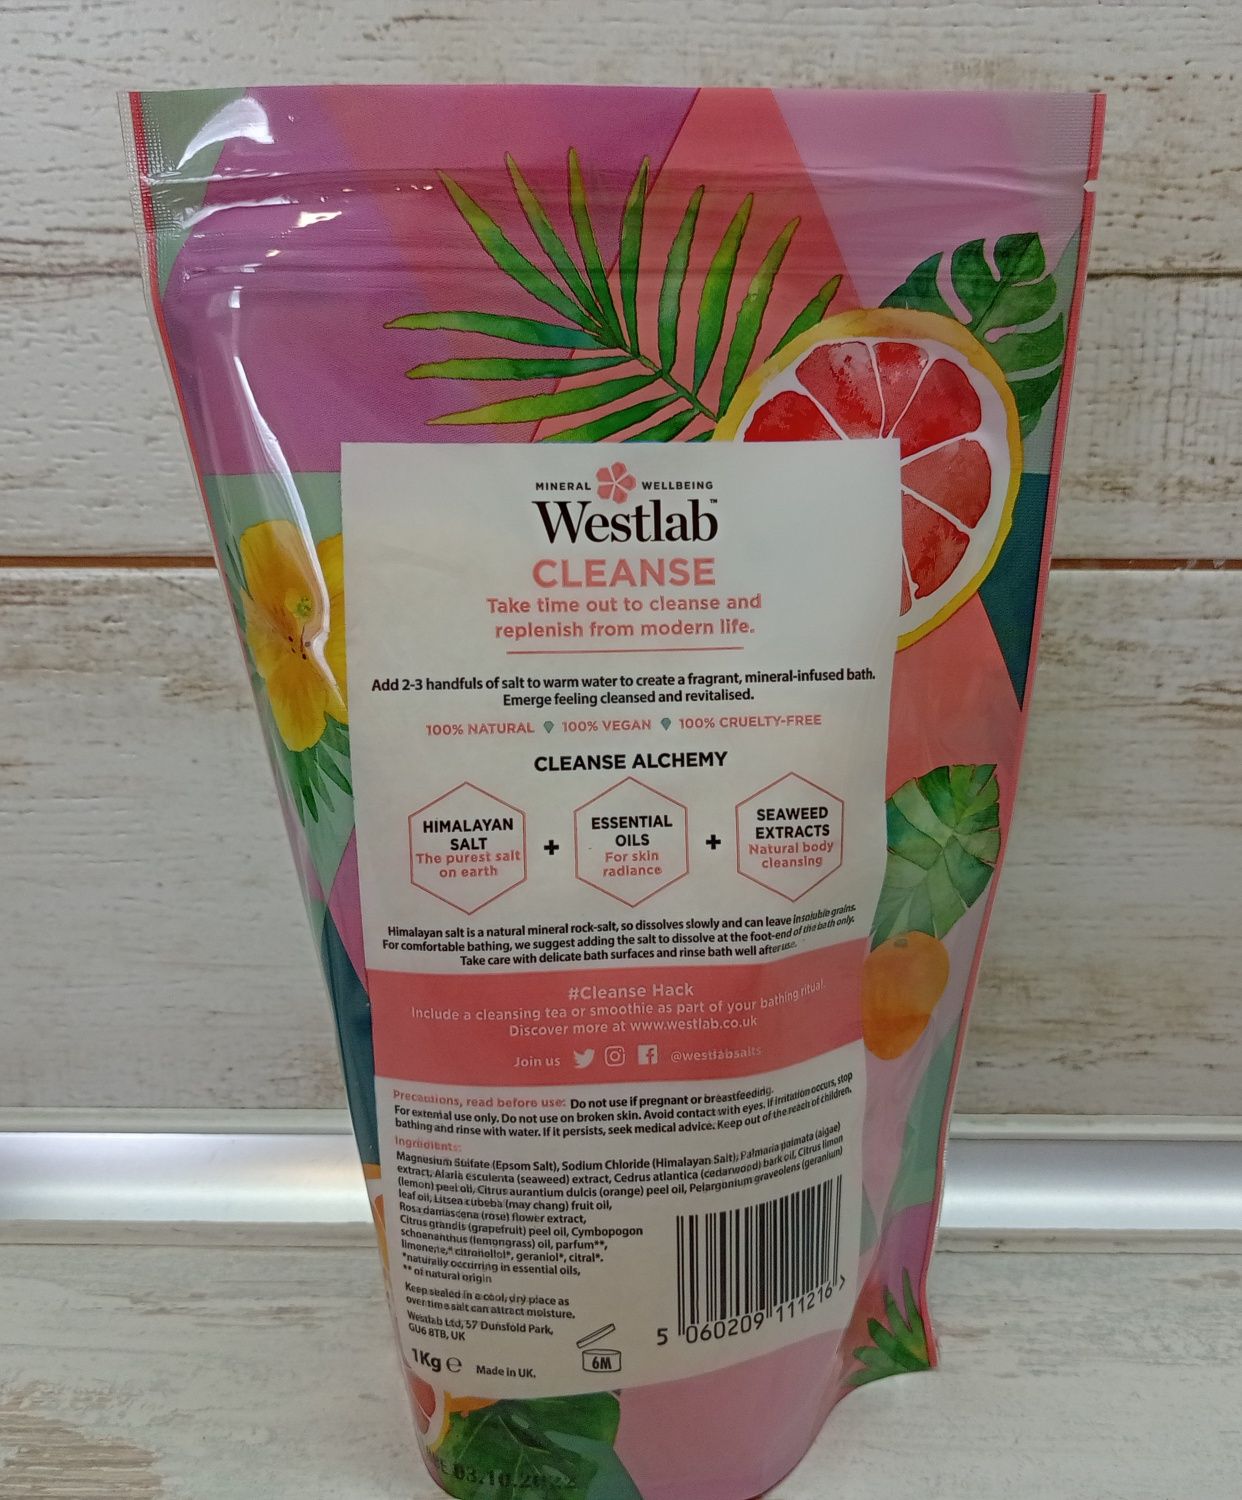 MINERAL WELLBEING
Westlab™
CLEANSE
Take time out to cleanse and
replenish from modern life.
Add 2-3 handfuls of salt to warm water to create a fragrant, mineral-infused bath.
Emerge feeling cleansed and revitalised.
100% NATURAL 100% VEGAN 100% CRUELTY-FREE
CLEANSE ALCHEMY
HIMALAYAN
SALT
The purest salt
on earth
+
ESSENTIAL
OILS
For skin
radiance
+
SEAWEED
EXTRACTS
Natural body
cleansing
Himalayan salt is a natural mineral rock-salt, so dissolves slowly and can leave insoluble grains.
For comfortable bathing, we suggest adding the salt to dissolve at the foot-end of the bath only.
Take care with delicate bath surfaces and rinse bath well after use.
#Cleanse Hack
Include a cleansing tea or smoothie as part of your bathing ritual.
Discover more at www.westlab.co.uk
Join us @westlabsalts
Precautions, read before use: Do not use if pregnant or breastfeeding.
For external use only. Do not use on broken skin. Avoid contact with eyes. If irritation occurs, stop
bathing and rinse with water. If it persists, seek medical advice. Keep out of the reach of children.
Ingredients:
Magnesium Sulfate (Epsom Salt), Sodium Chloride (Himalayan Salt), Palmaria palmata (algae)
extract, Alaria esculenta (seaweed) extract, Cedrus atlantica (cedarwood) bark oil, Citrus limon
(lemon) peel oil, Citrus aurantium dulcis (orange) peel oil, Pelargonium graveolens (geranium)
leaf oil, Litsea cubeba (may chang) fruit oil,
Rosa damascena (rose) flower extract,
Citrus grandis (grapefruit) peel oil, Cymbopogon
schoenanthus (lemongrass) oil, parfum**,
limonene,* citronellol*, geraniol*, citral*.
*naturally occurring in essential oils,
** of natural origin
Keep sealed in a cool, dry place as
over time salt can attract moisture.
Westlab Ltd, 57 Dunsfold Park,
GU6 8TB, UK
1Kg e Made in UK.
6M
5 060209 111216 >
03.10.